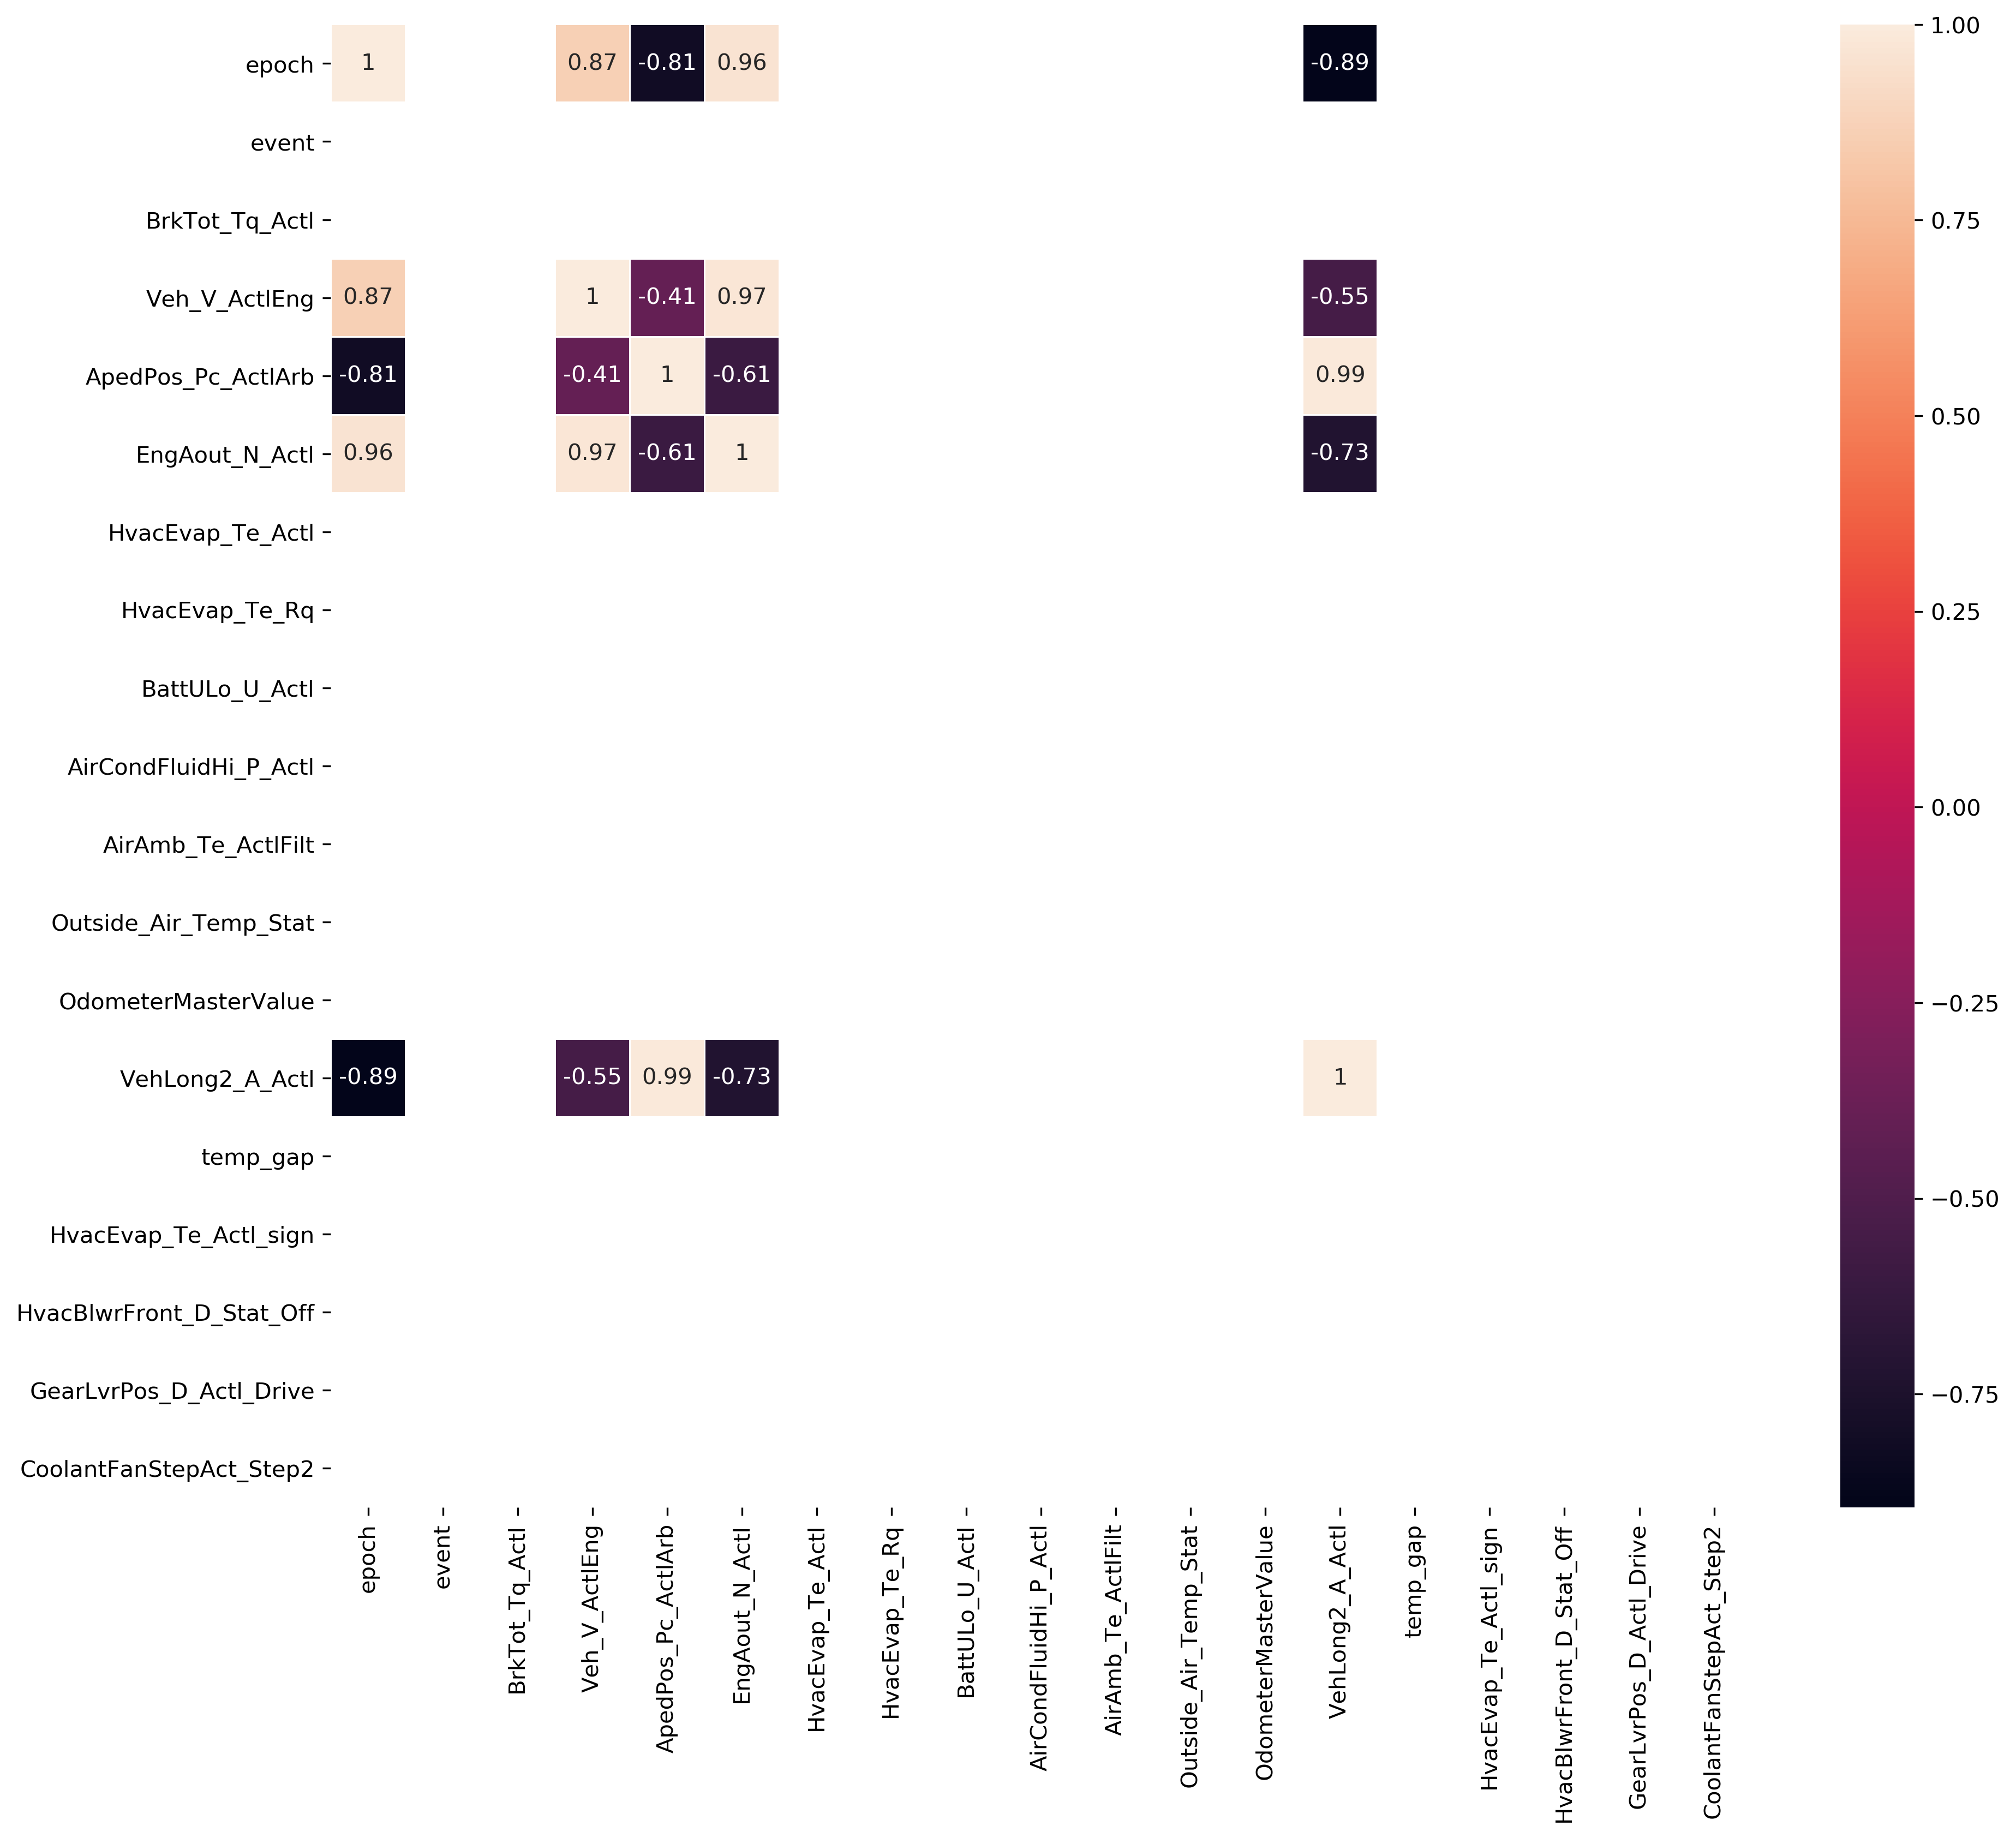 epoch 1 0.87 -0.81 0.96 -0.89
event
BrkTot_Tq_Actl
Veh_V_ActlEng 0.87 1 -0.41 0.97 -0.55
ApedPos_Pc_ActlArb -0.81 -0.41 1 -0.61 0.99
EngAout_N_Actl 0.96 0.97 -0.61 1 -0.73
HvacEvap_Te_Actl
HvacEvap_Te_Rq
BattULo_U_Actl
AirCondFluidHi_P_Actl
AirAmb_Te_ActlFilt
Outside_Air_Temp_Stat
OdometerMasterValue
VehLong2_A_Actl -0.89 -0.55 0.99 -0.73 1
temp_gap
HvacEvap_Te_Actl_sign
HvacBlwrFront_D_Stat_Off
GearLvrPos_D_Actl_Drive
CoolantFanStepAct_Step2
epoch
event
BrkTot_Tq_Actl
Veh_V_ActlEng
ApedPos_Pc_ActlArb
EngAout_N_Actl
HvacEvap_Te_Actl
HvacEvap_Te_Rq
BattULo_U_Actl
AirCondFluidHi_P_Actl
AirAmb_Te_ActlFilt
Outside_Air_Temp_Stat
OdometerMasterValue
VehLong2_A_Actl
temp_gap
HvacEvap_Te_Actl_sign
HvacBlwrFront_D_Stat_Off
GearLvrPos_D_Actl_Drive
CoolantFanStepAct_Step2
1.00
0.75
0.50
0.25
0.00
−0.25
−0.50
−0.75